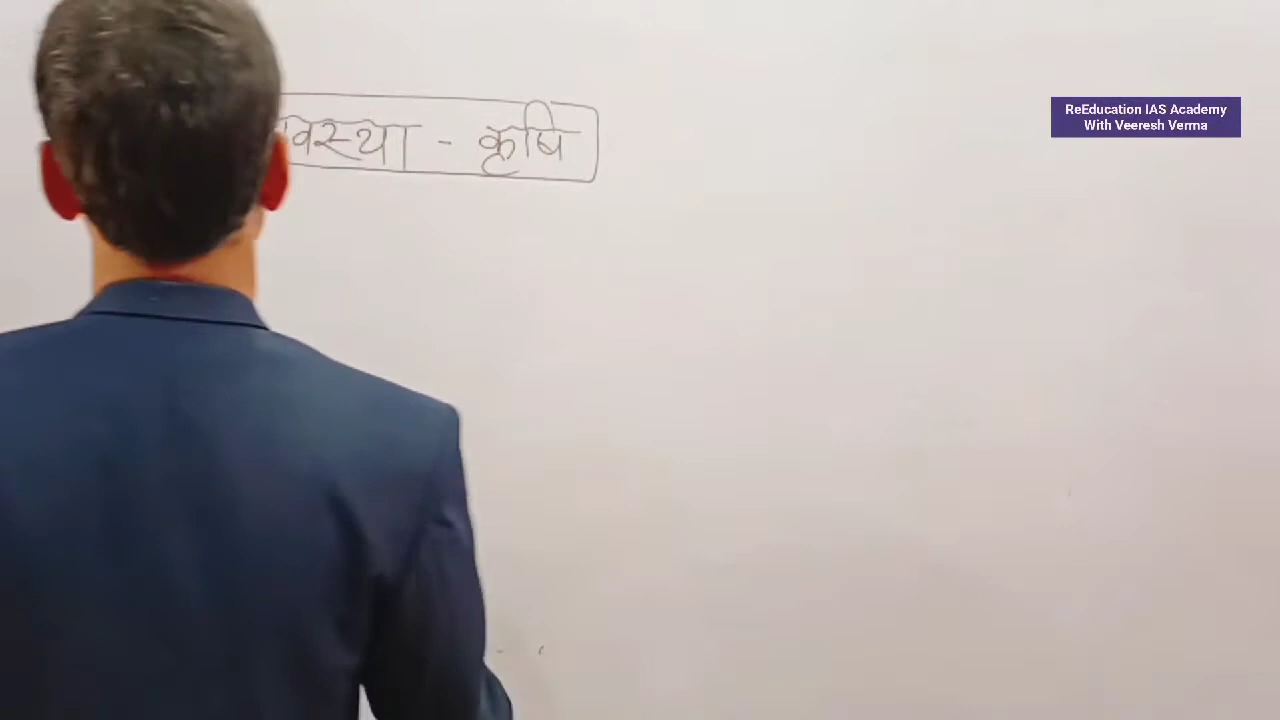 वस्था - कृषि
ReEducation IAS Academy
With Veeresh Verma